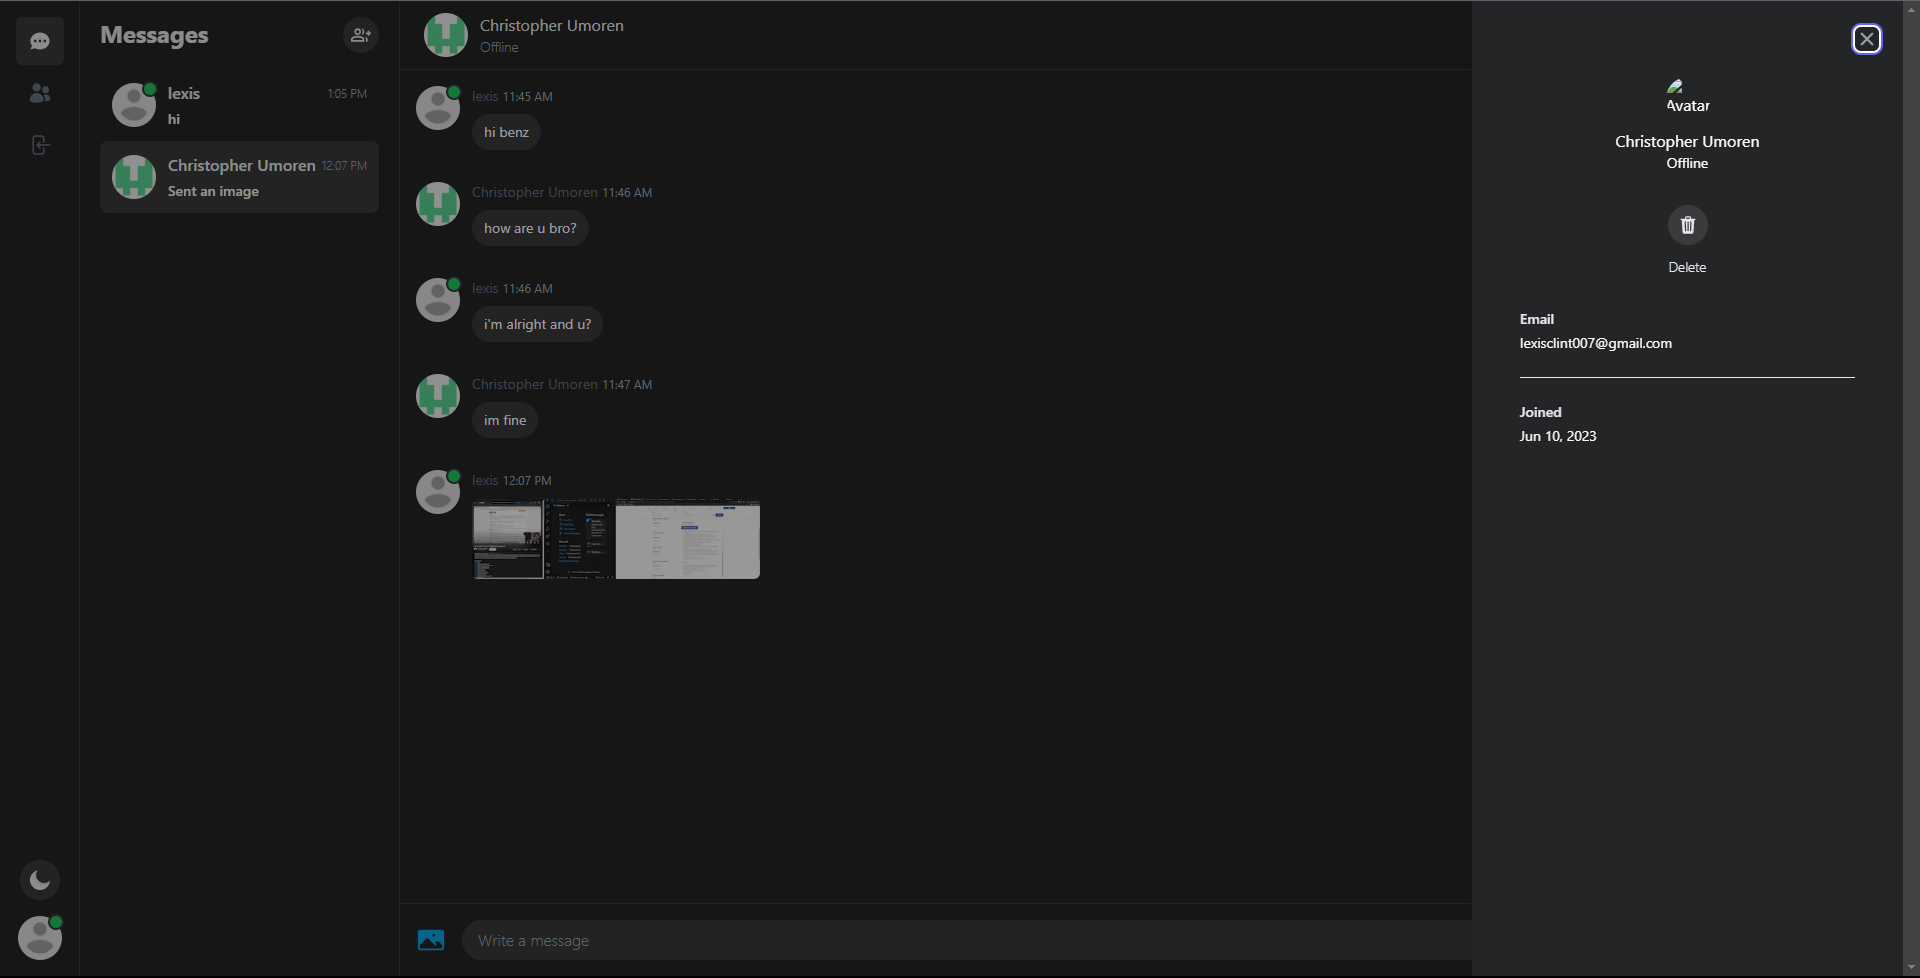 Messages
lexis
1:05 PM
hi
Christopher Umoren
12:07 PM
Sent an image
Christopher Umoren
Offline
lexis 11:45 AM
hi benz
Christopher Umoren 11:46 AM
how are u bro?
lexis 11:46 AM
i'm alright and u?
Christopher Umoren 11:47 AM
im fine
lexis 12:07 PM
Write a message
Avatar
Christopher Umoren
Offline
Delete
Email
lexisclint007@gmail.com
Joined
Jun 10, 2023